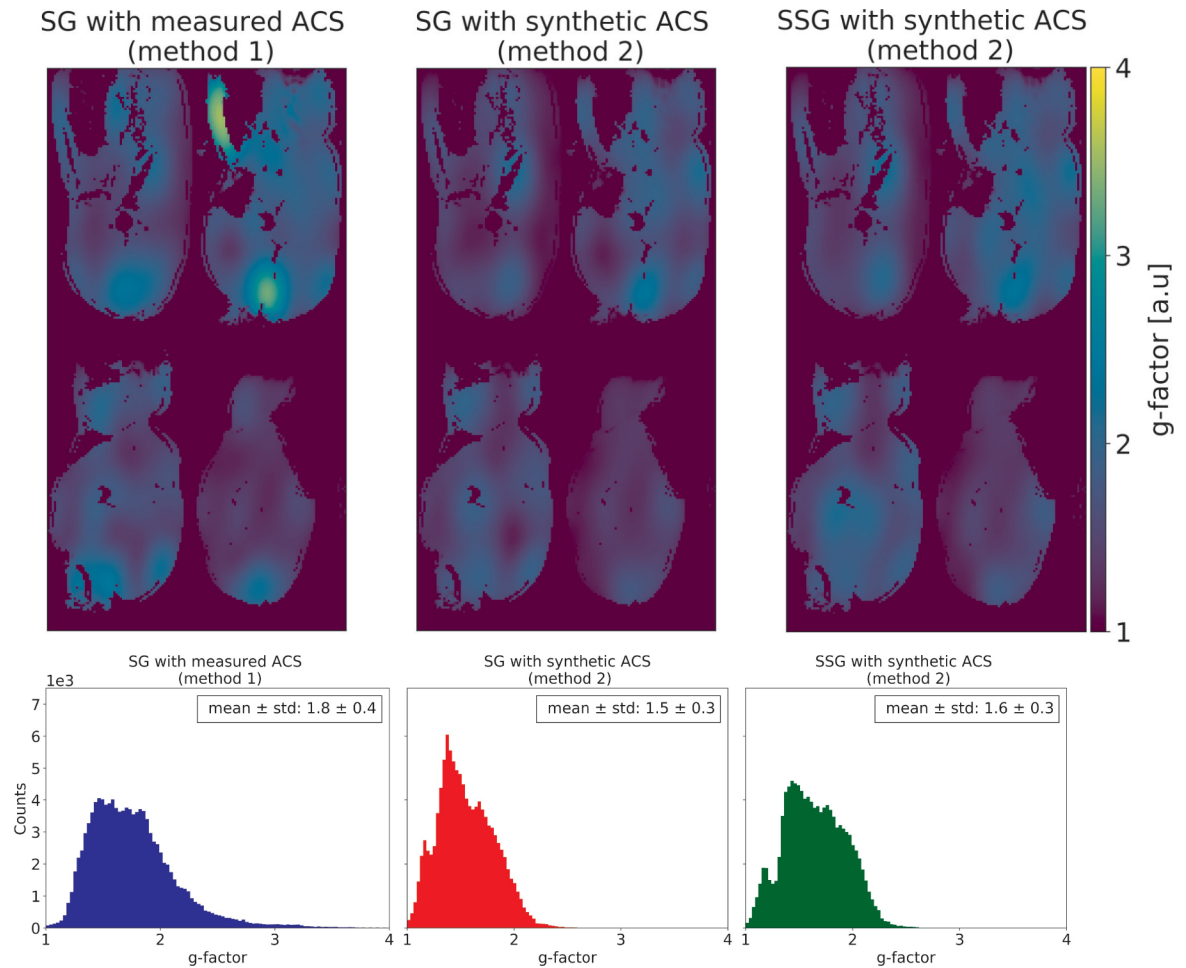 SG with measured ACS
(method 1)
SG with synthetic ACS
(method 2)
SSG with synthetic ACS
(method 2)
4
3
2
1
g-factor [a.u]
SG with measured ACS
(method 1)
SG with synthetic ACS
(method 2)
SSG with synthetic ACS
(method 2)
1e3
mean ± std: 1.8 ± 0.4
mean ± std: 1.5 ± 0.3
mean ± std: 1.6 ± 0.3
7
6
5
4
3
2
1
0
Counts
1 2 3 4
1 2 3 4
1 2 3 4
g-factor
g-factor
g-factor